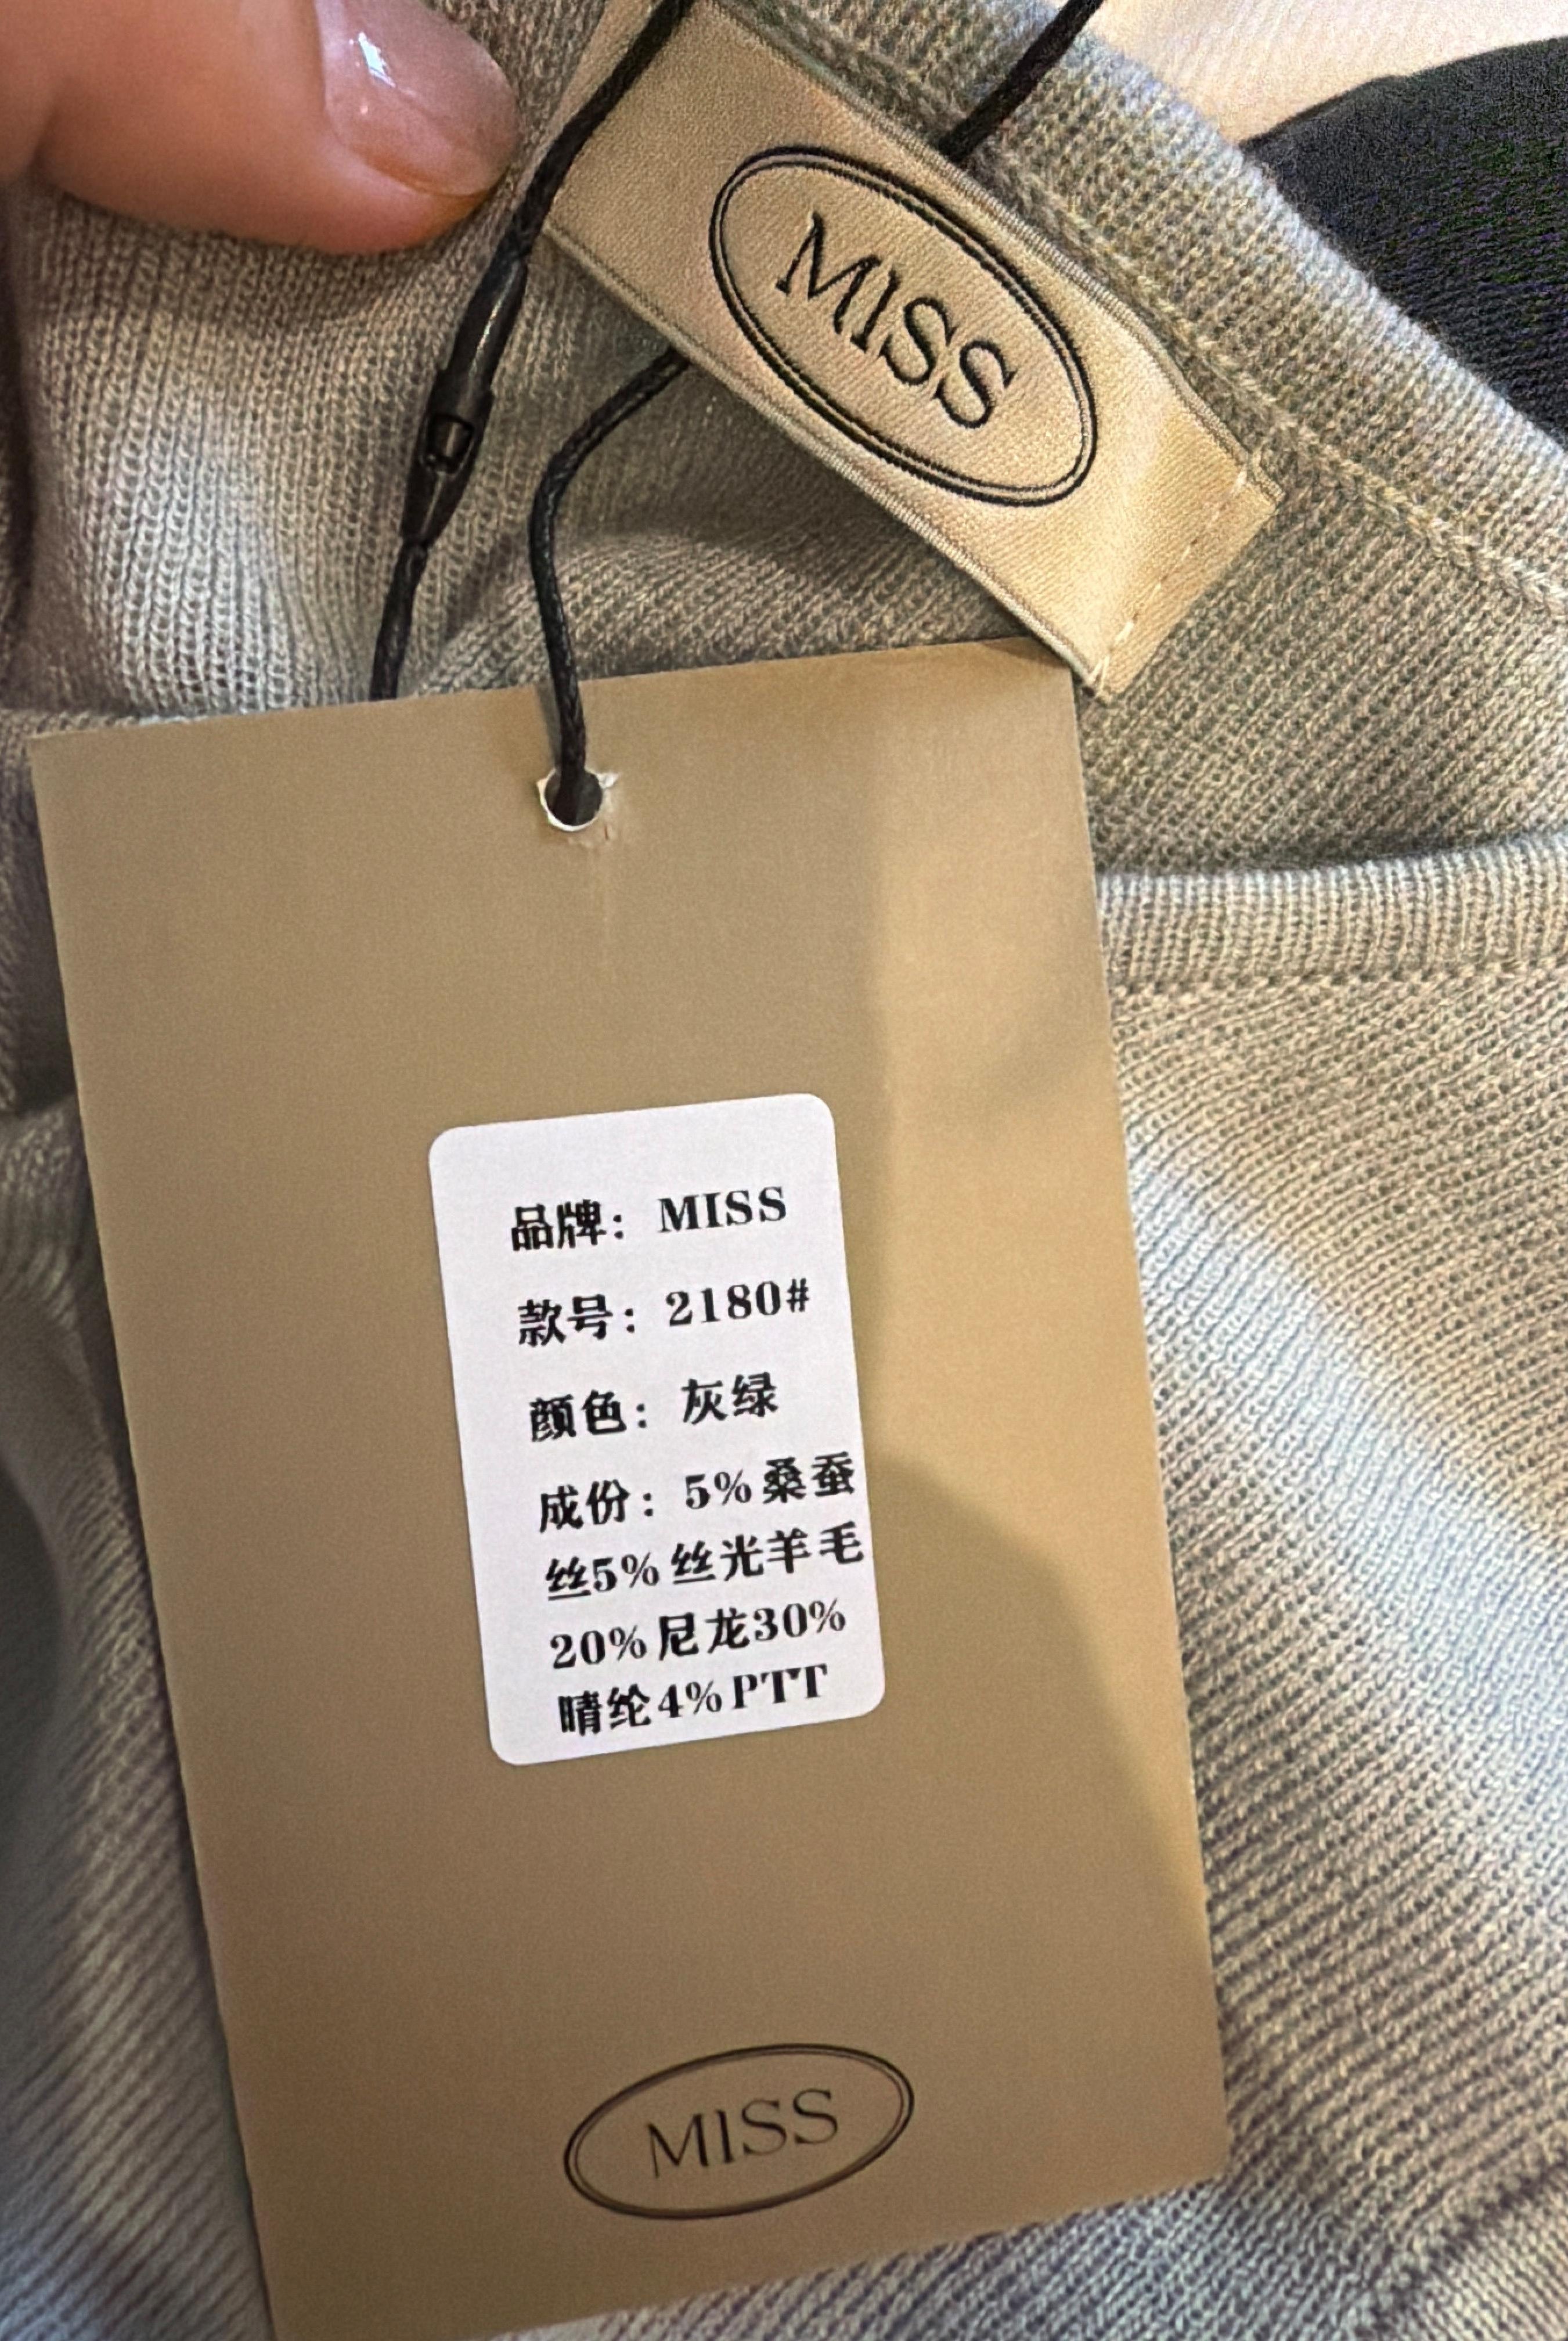 MISS
品牌: MISS
款号: 2180#
颜色: 灰绿
成份: 5%桑蚕
丝5%丝光羊毛
20%尼龙30%
晴纶4%PTT
MISS